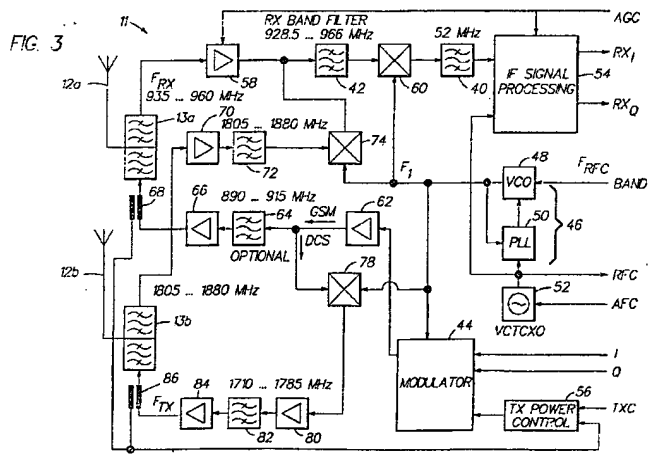 FIG. 3
11
RX BAND FILTER
928.5 ... 966 MHz
52 MHz
AGC
12a
FRX
935 ... 960 MHz
58
42
60
40
IF SIGNAL
PROCESSING
54
RXI
RXQ
13a
70
1805 ... 1880 MHz
72
74
F1
48
VCO
FRFC
BAND
68
66
890 ... 915 MHz
64
OPTIONAL
GSM
DCS
62
50
PLL
46
12b
78
RFC
52
AFC
VCTCXO
1805 ... 1880 MHz
13b
44
MODULATOR
I
Q
86
FTX
84
1710 ... 1785 MHz
82
80
56
TX POWER
CONTROL
TXC